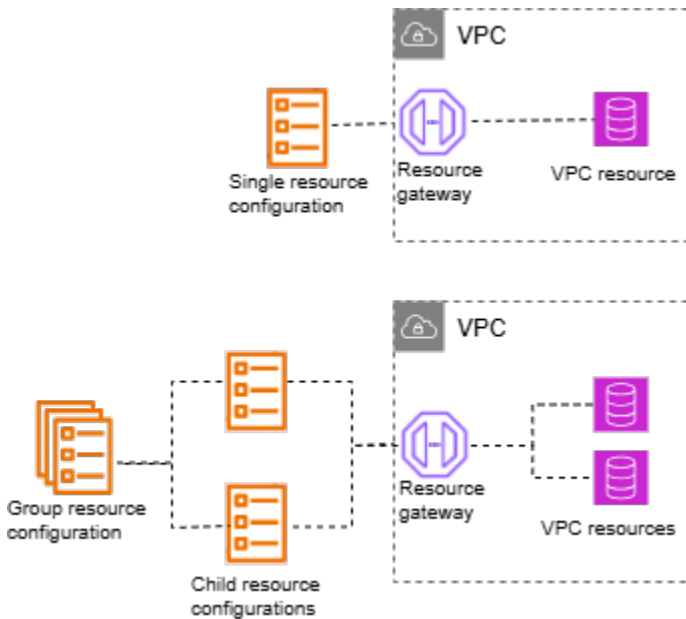 VPC
Single resource
configuration
Resource
gateway
VPC resource
VPC
Group resource
configuration
Child resource
configurations
Resource
gateway
VPC resources